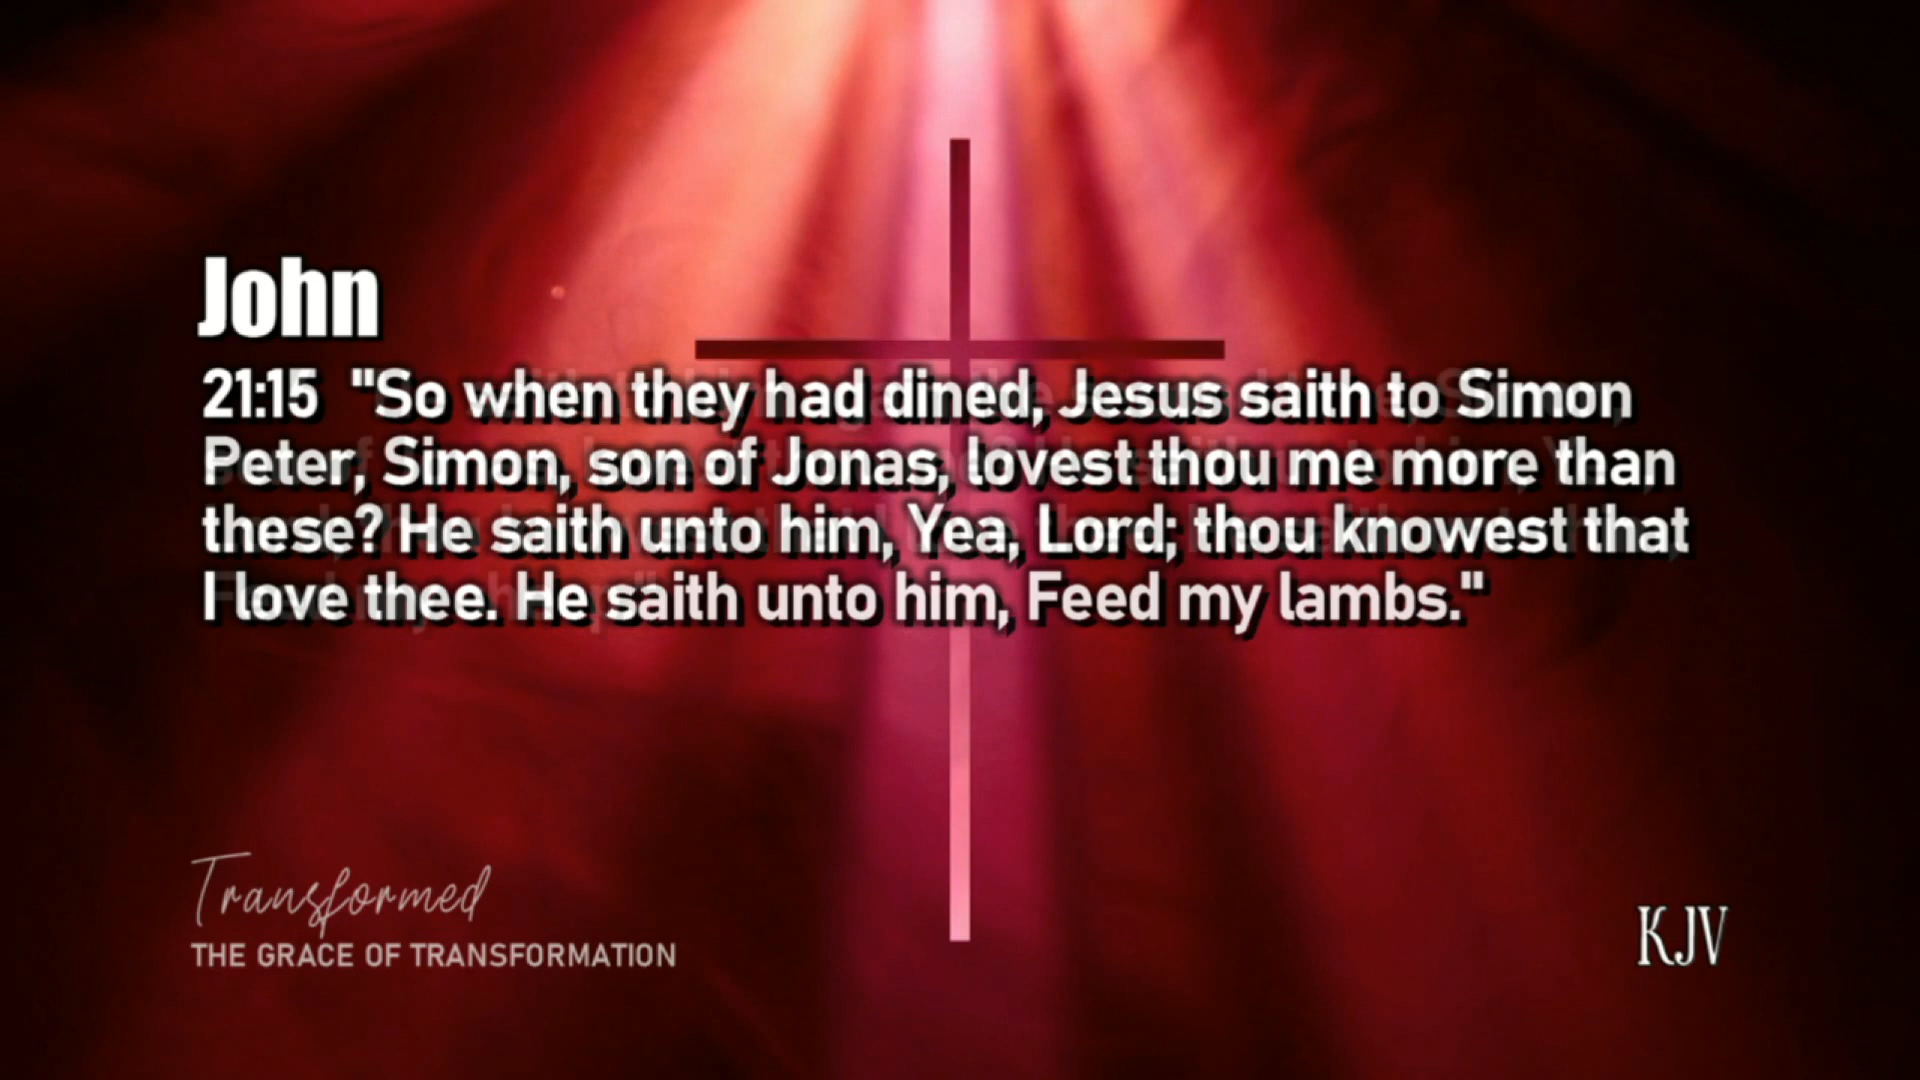 John
21:15 "So when they had dined, Jesus saith to Simon
Peter, Simon, son of Jonas, lovest thou me more than
these? He saith unto him, Yea, Lord; thou knowest that
I love thee. He saith unto him, Feed my lambs."
Transformed
THE GRACE OF TRANSFORMATION
KJV